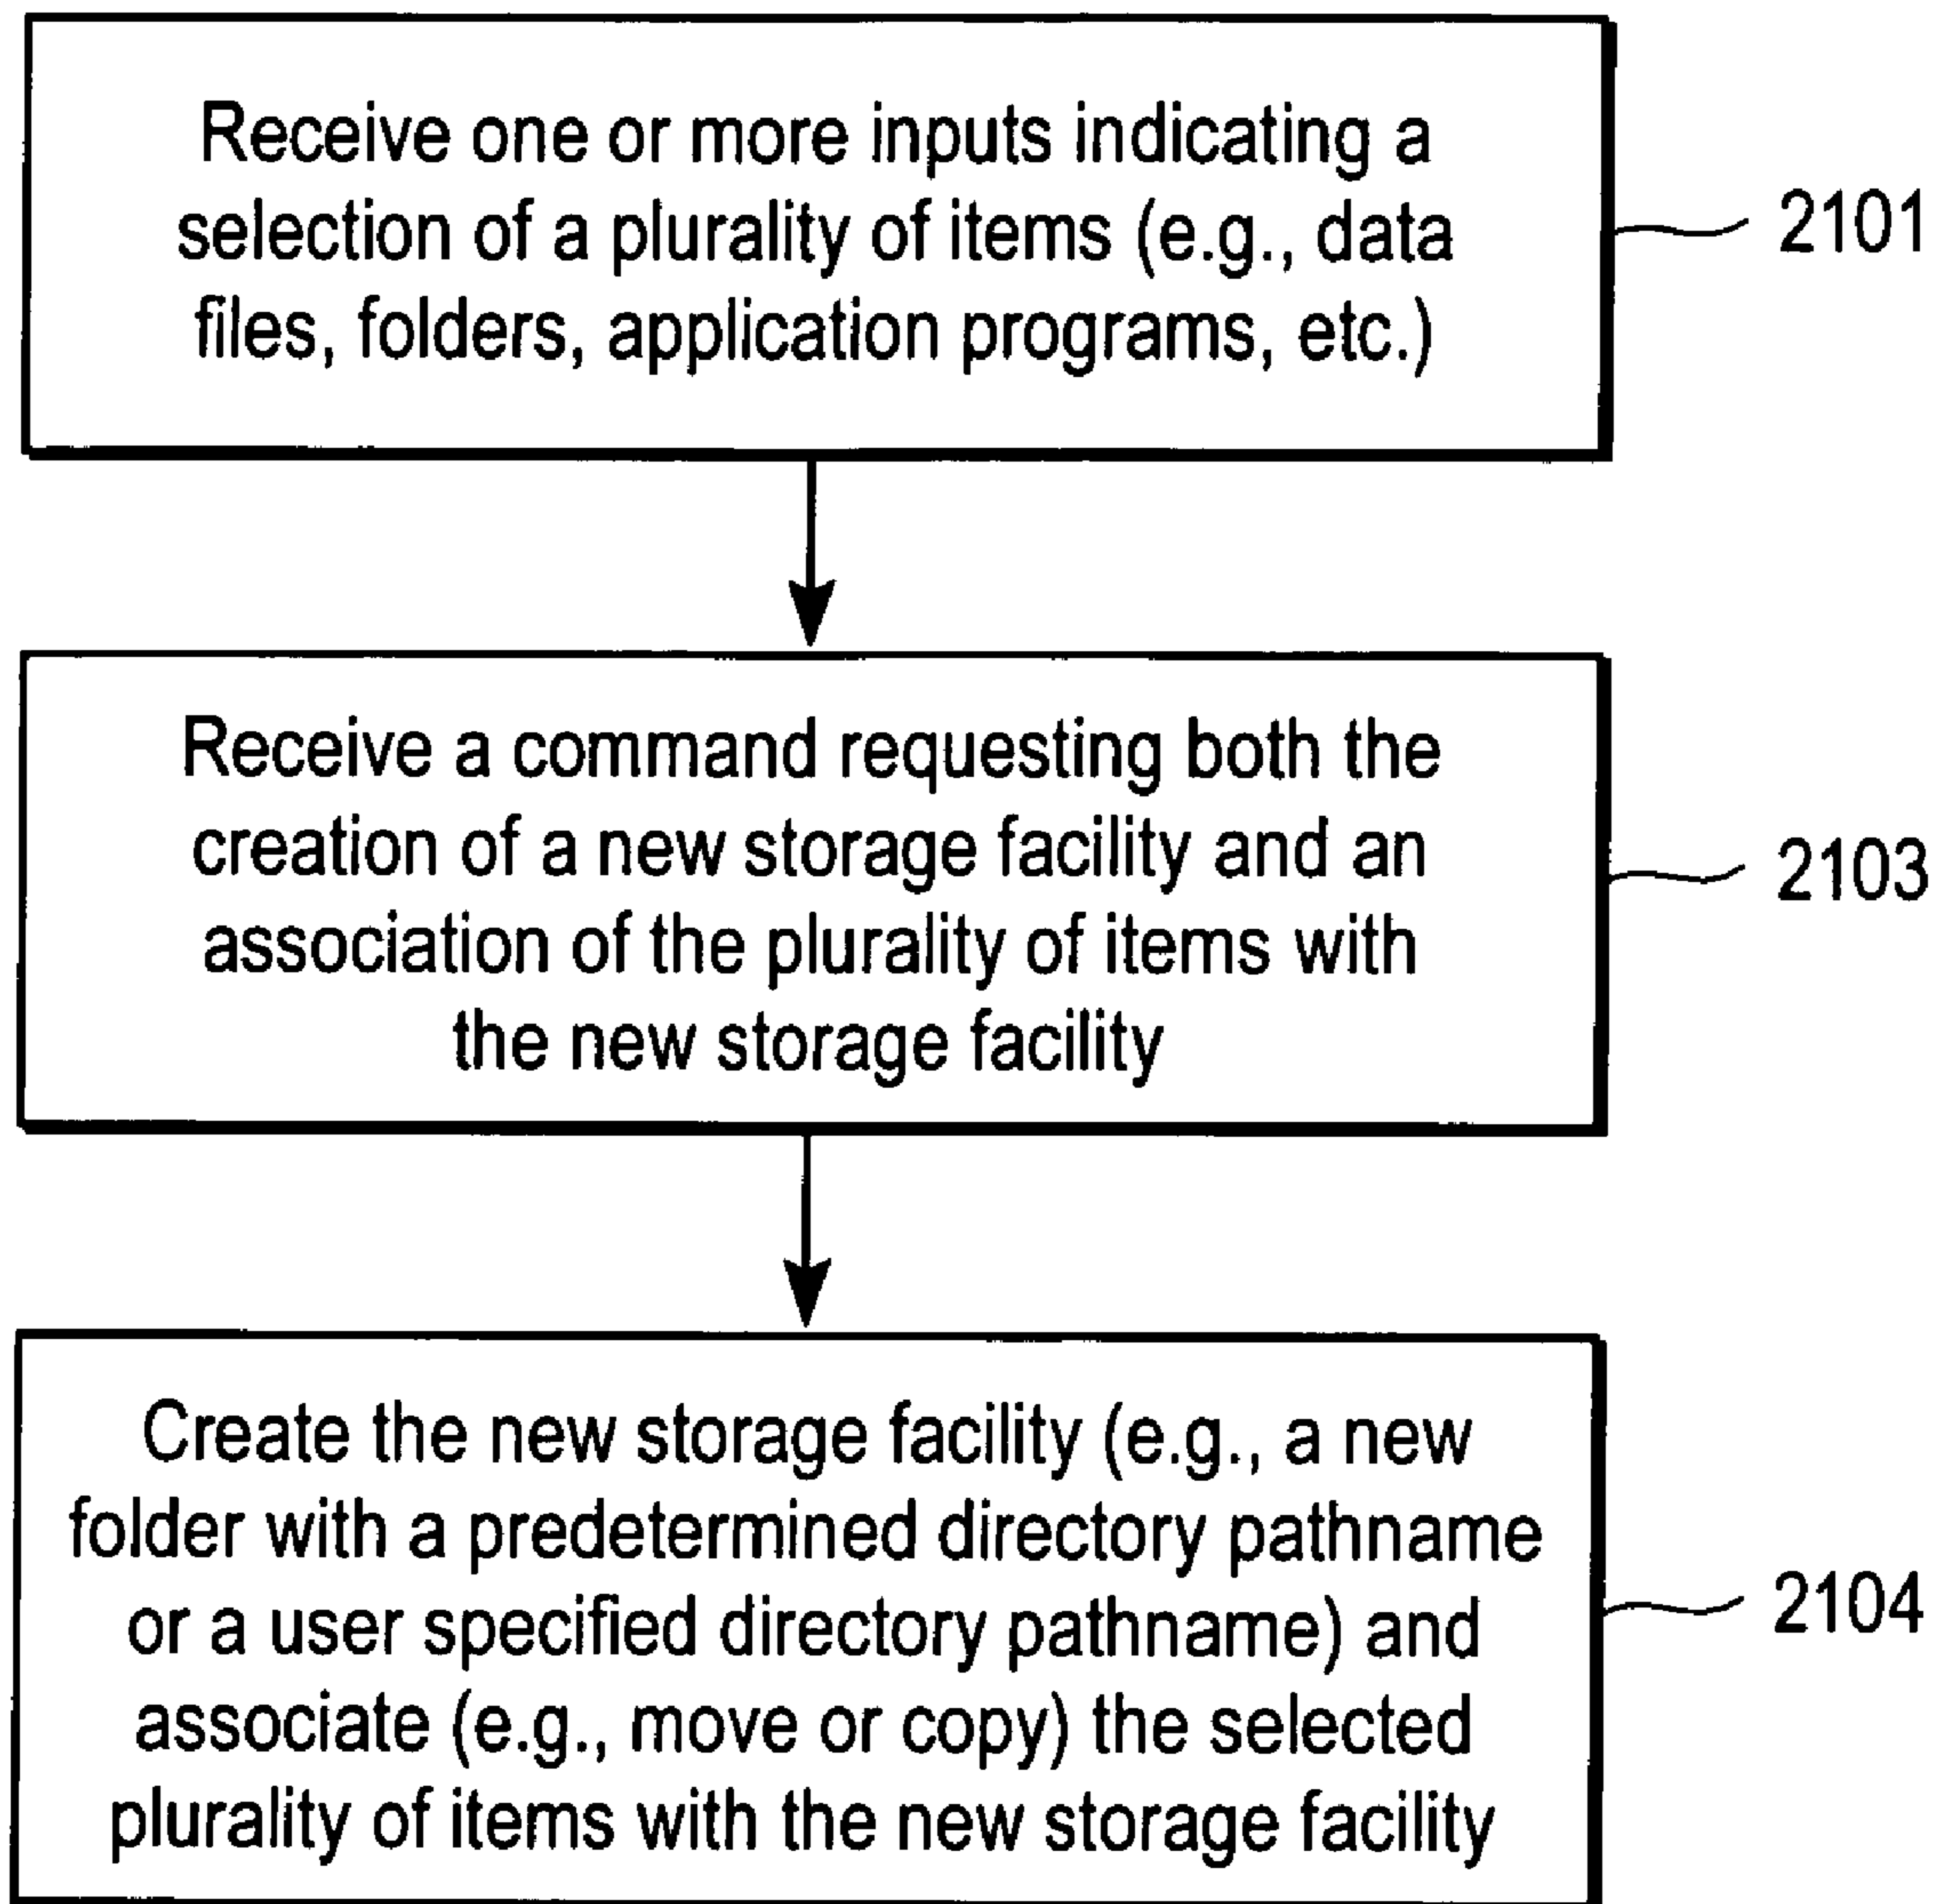 Receive one or more inputs indicating a
selection of a plurality of items (e.g., data
files, folders, application programs, etc.)
2101
Receive a command requesting both the
creation of a new storage facility and an
association of the plurality of items with
the new storage facility
2103
Create the new storage facility (e.g., a new
folder with a predetermined directory pathname
or a user specified directory pathname) and
associate (e.g., move or copy) the selected
plurality of items with the new storage facility
2104